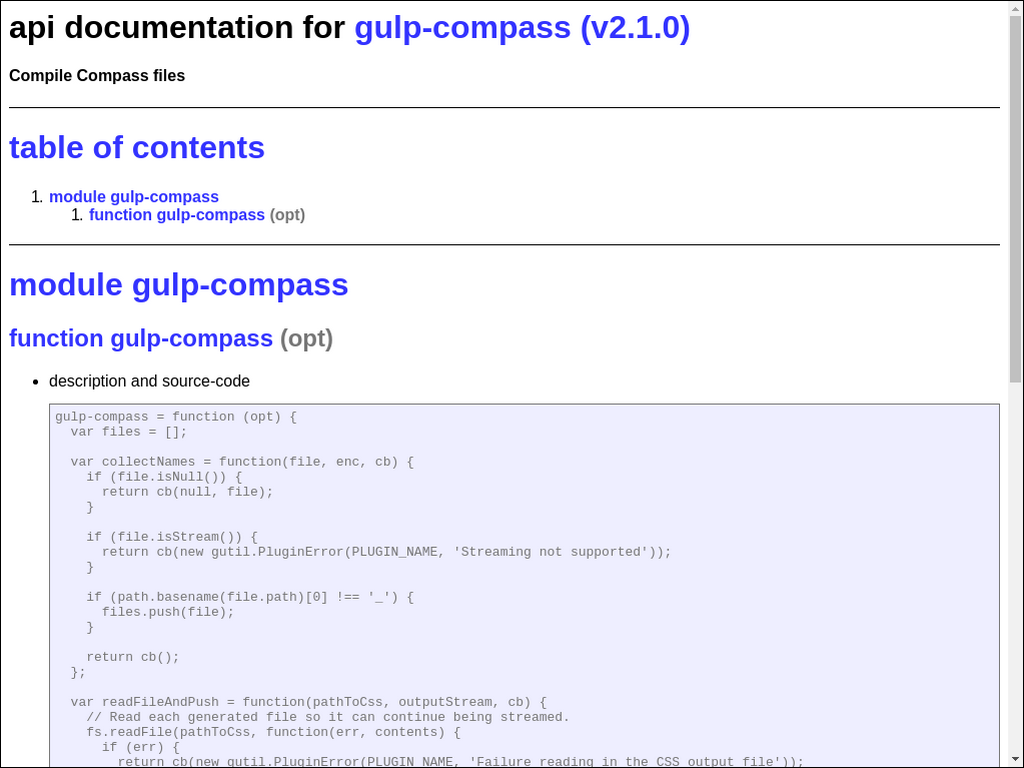 api documentation for gulp-compass (v2.1.0)
Compile Compass files
table of contents
1. module gulp-compass
1. function gulp-compass (opt)
module gulp-compass
function gulp-compass (opt)
• description and source-code
gulp-compass = function (opt) {
  var files = [];
  var collectNames = function(file, enc, cb) {
    if (file.isNull()) {
      return cb(null, file);
    }
    if (file.isStream()) {
      return cb(new gutil.PluginError(PLUGIN_NAME, 'Streaming not supported'));
    }
    if (path.basename(file.path)[0] !== '_') {
      files.push(file);
    }
    return cb();
  };
  var readFileAndPush = function(pathToCss, outputStream, cb) {
    // Read each generated file so it can continue being streamed.
    fs.readFile(pathToCss, function(err, contents) {
      if (err) {
        return cb(new gutil.PluginError(PLUGIN_NAME, 'Failure reading in the CSS output file'));